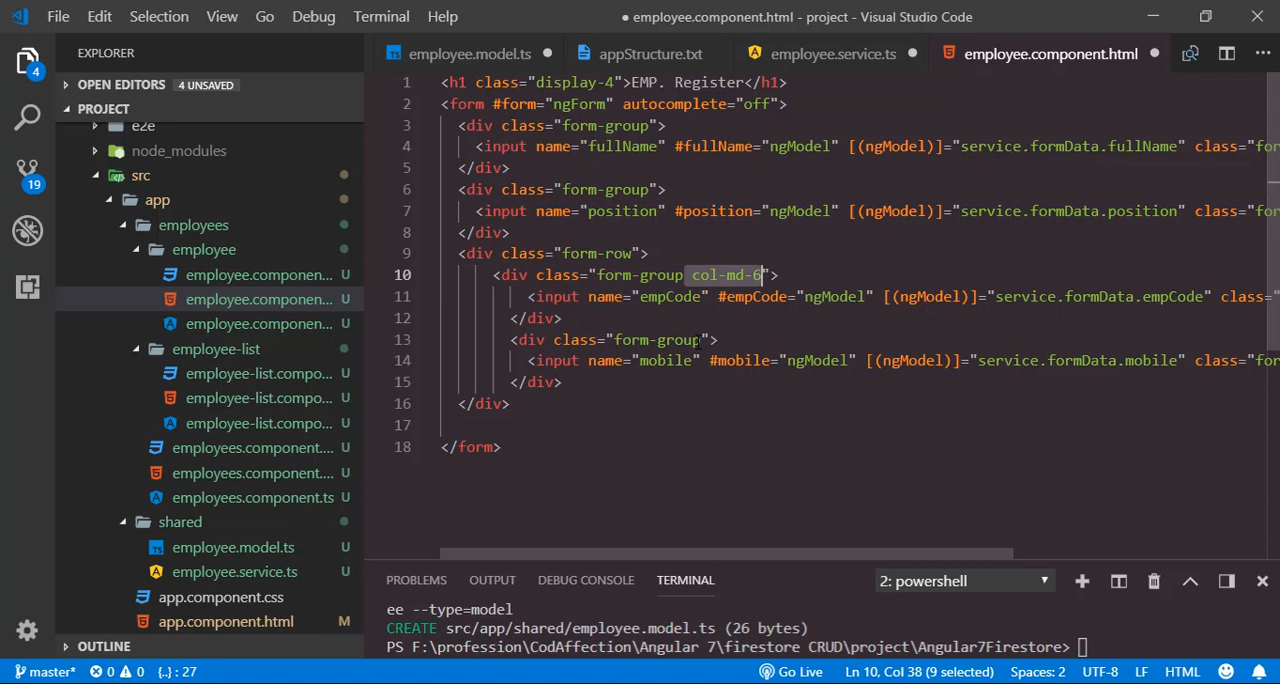 File Edit Selection View Go Debug Terminal Help
● employee.component.html - project - Visual Studio Code
EXPLORER
employee.model.ts
appStructure.txt
employee.service.ts
employee.component.html
OPEN EDITORS 4 UNSAVED
PROJECT
e2e
node_modules
src
app
employees
employee
employee.component... U
employee.component... U
employee.component... U
employee-list
employee-list.compo... U
employee-list.compo... U
employee-list.compo... U
employees.component.... U
employees.component.... U
employees.component.ts U
shared
employee.model.ts U
employee.service.ts U
app.component.css
app.component.html M
OUTLINE
4
19
1 <h1 class="display-4">EMP. Register</h1>
2 <form #form="ngForm" autocomplete="off">
3 <div class="form-group">
4 <input name="fullName" #fullName="ngModel" [(ngModel)]="service.formData.fullName" class="for
5 </div>
6 <div class="form-group">
7 <input name="position" #position="ngModel" [(ngModel)]="service.formData.position" class="for
8 </div>
9 <div class="form-row">
10 <div class="form-group col-md-6">
11 <input name="empCode" #empCode="ngModel" [(ngModel)]="service.formData.empCode" class="
12 </div>
13 <div class="form-group">
14 <input name="mobile" #mobile="ngModel" [(ngModel)]="service.formData.mobile" class="for
15 </div>
16 </div>
17
18 </form>
PROBLEMS OUTPUT DEBUG CONSOLE TERMINAL 2: powershell
ee --type=model
CREATE src/app/shared/employee.model.ts (26 bytes)
PS F:\profession\CodAffection\Angular 7\firestore CRUD\project\Angular7Firestore>
master* 0 0 {..} : 27 Go Live Ln 10, Col 38 (9 selected) Spaces: 2 UTF-8 LF HTML